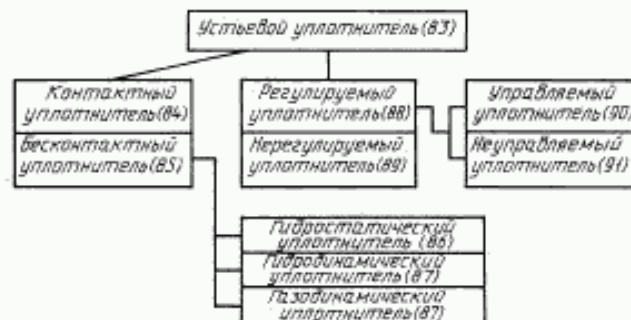 Устьевой уплотнитель (83)
Контактный
уплотнитель(84)
Бесконтактный
уплотнитель(85)
Регулируемый
уплотнитель(88)
Нерегулируемый
уплотнитель(89)
Управляемый
уплотнитель(90)
Неуправляемый
уплотнитель(91)
Гидростатический
уплотнитель (86)
Гидродинамический
уплотнитель(87)
Газодинамический
уплотнитель(87)